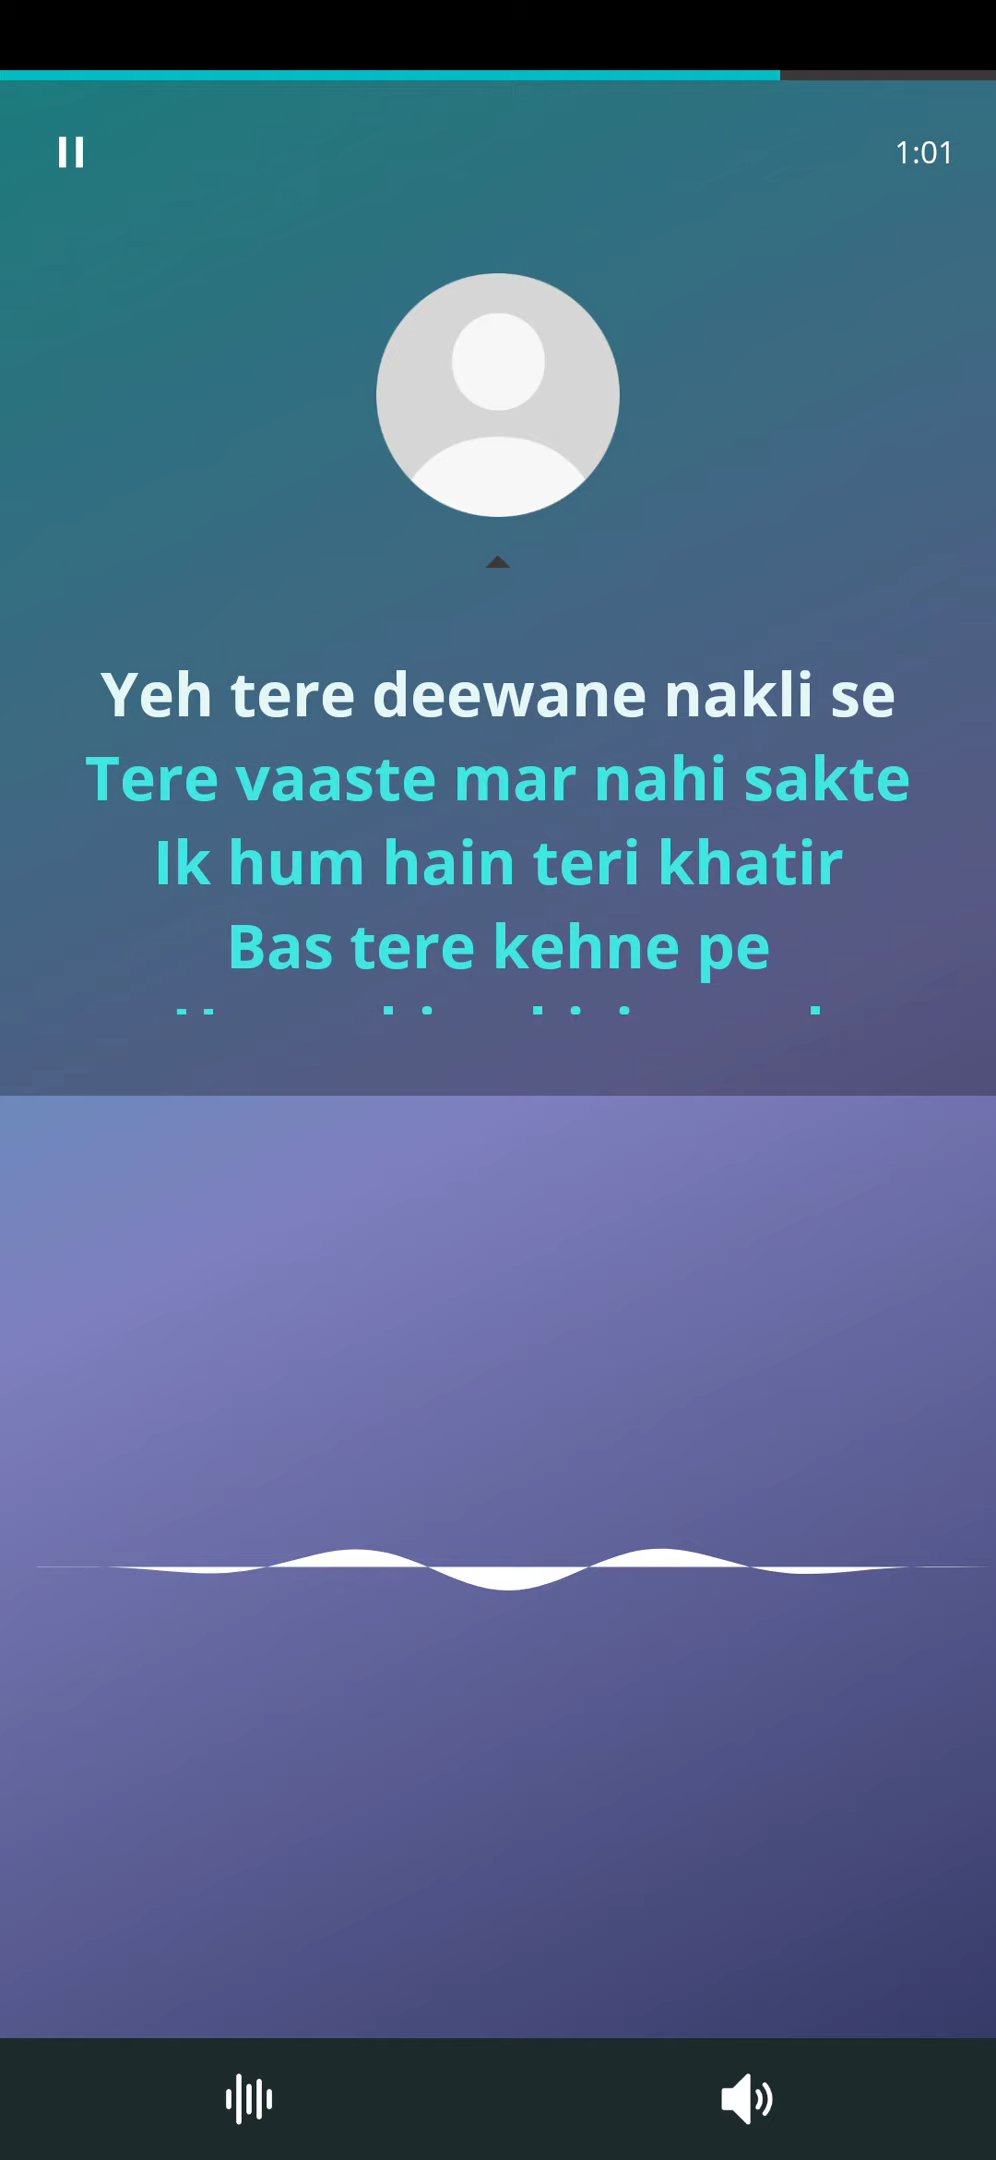 1:01
Yeh tere deewane nakli se
Tere vaaste mar nahi sakte
Ik hum hain teri khatir
Bas tere kehne pe